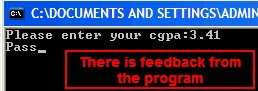 C:\DOCUMENTS AND SETTINGS\ADMIN
Please enter your cgpa:3.41
Pass_
There is feedback from
the program